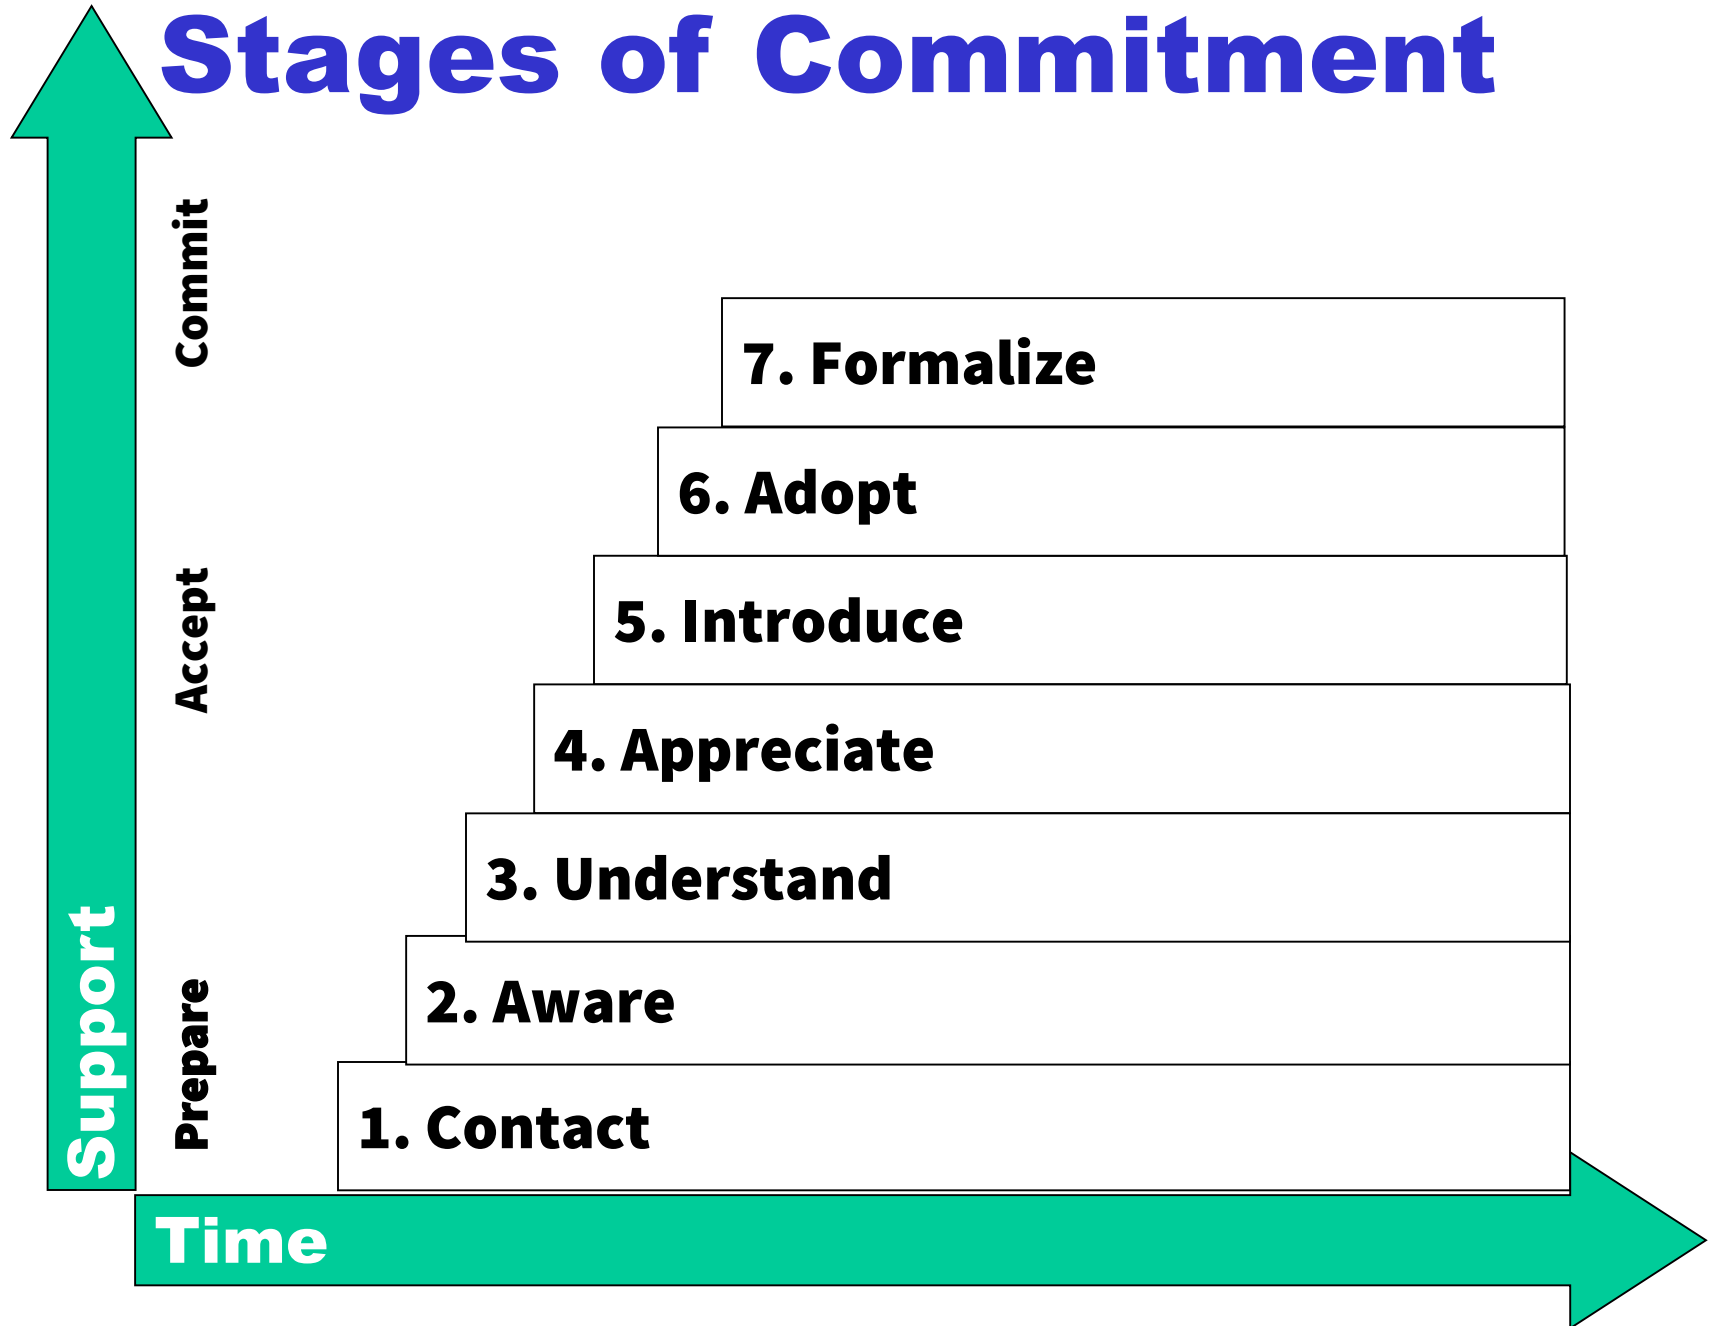 Stages of Commitment
Commit
Accept
Prepare
Support
7. Formalize
6. Adopt
5. Introduce
4. Appreciate
3. Understand
2. Aware
1. Contact
Time